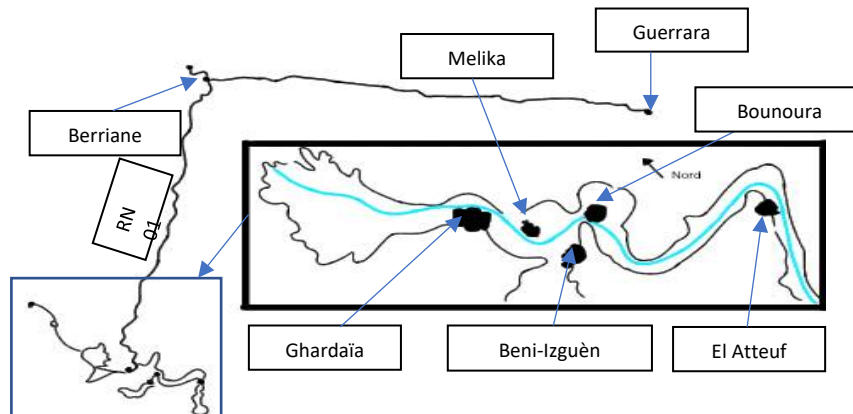 Guerrara
Melika
Bounoura
Berriane
Nord
RN
01
Ghardaïa
Beni-Izguèn
El Atteuf